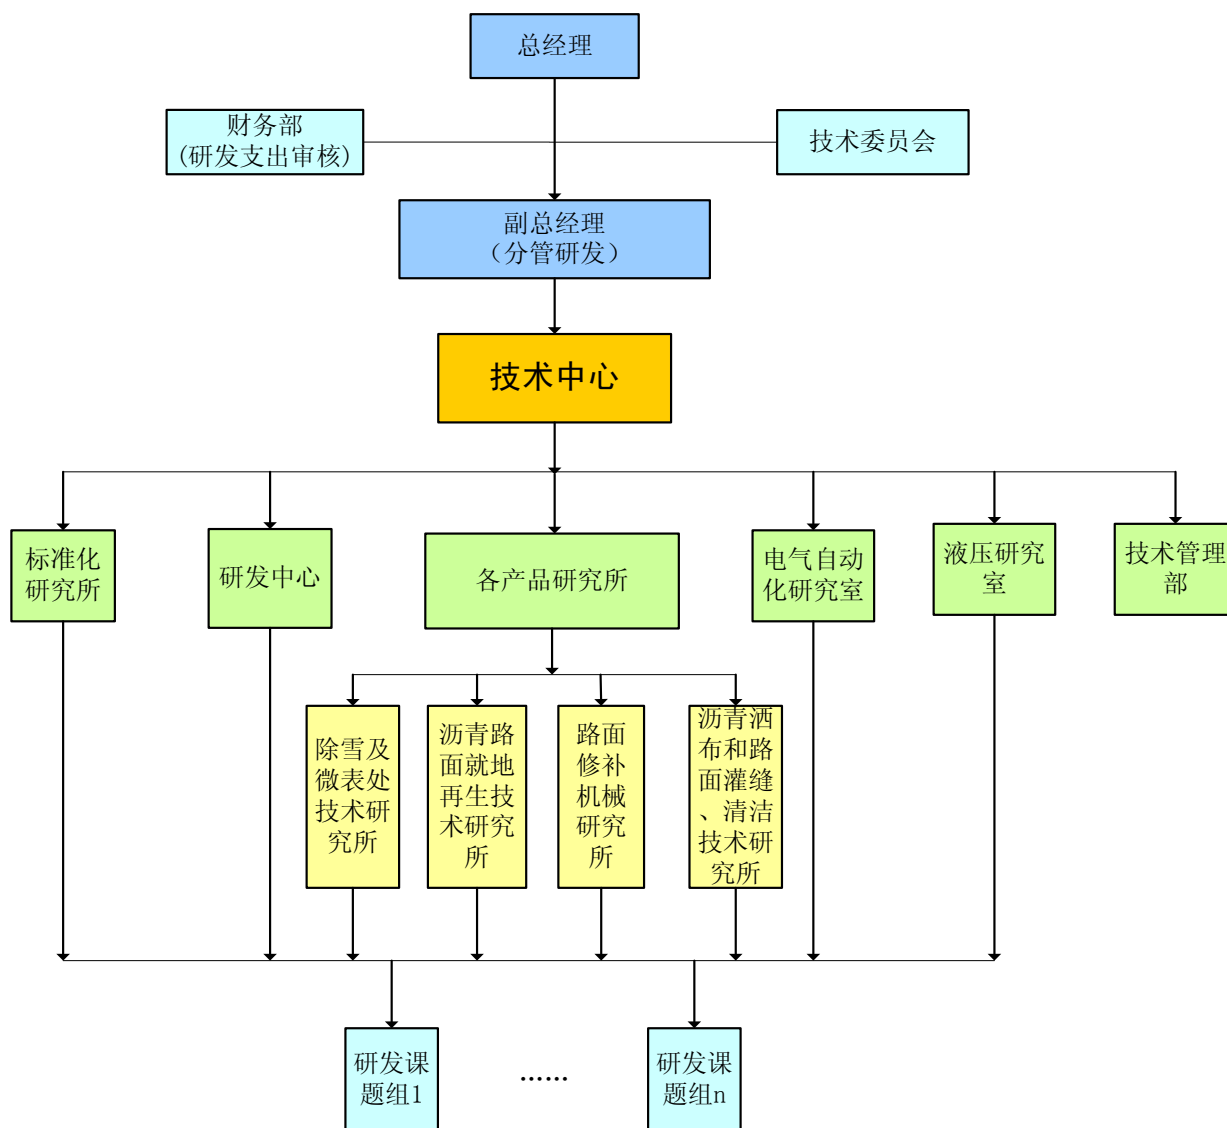 总经理
财务部
(研发支出审核)
技术委员会
副总经理
（分管研发）
技术中心
标准化
研究所
研发中心
各产品研究所
电气自动
化研究室
液压研究
室
技术管理
部
除雪及
微表处
技术研
究所
沥青路
面就地
再生技
术研究
所
路面
修补
机械
研究
所
沥青洒
布和路
面灌缝
、清洁
技术研
究所
研发课
题组1
......
研发课
题组n